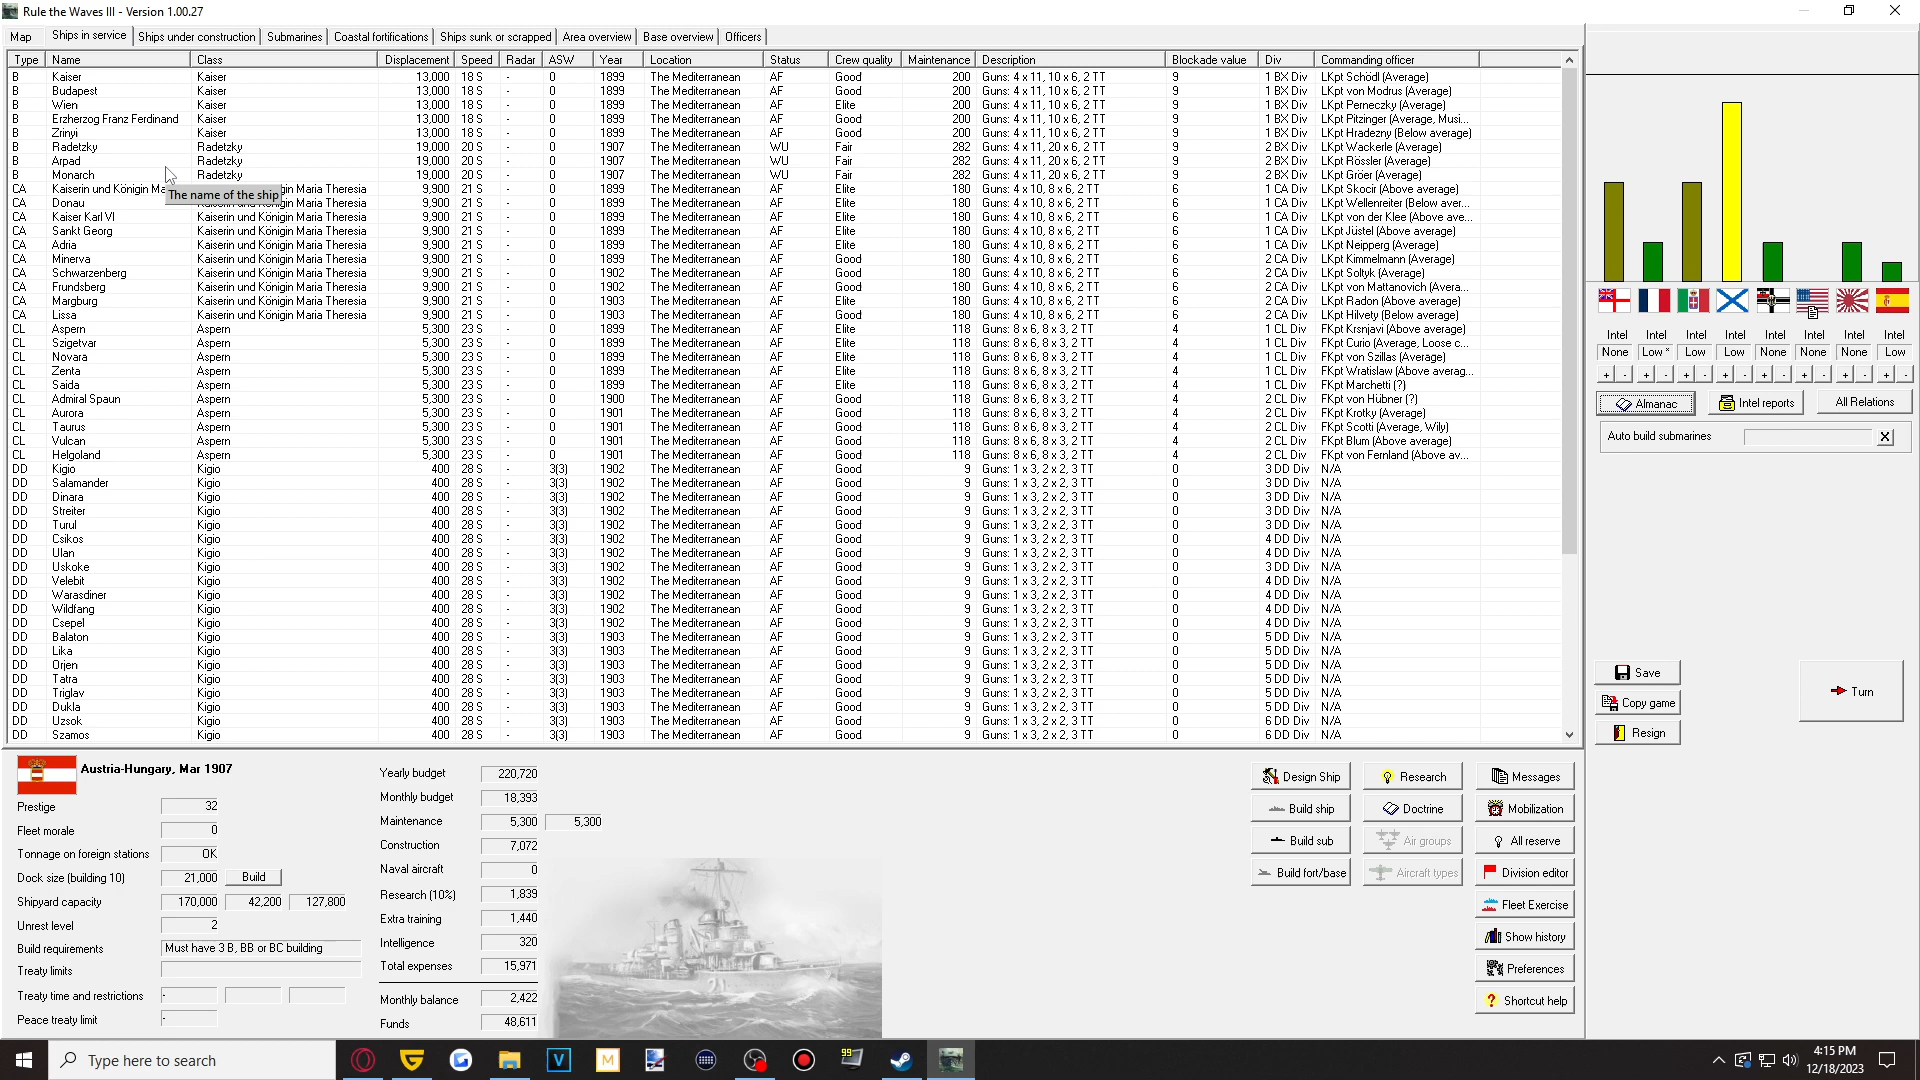 Rule the Waves III - Version 1.00.27
Map Ships in service Ships under construction Submarines Coastal fortifications Ships sunk or scrapped Area overview Base overview Officers
Type Name Class Displacement Speed Radar ASW Year Location Status Crew quality Maintenance Description Blockade value Div Commanding officer
B Kaiser Kaiser 13,000 18 S - 0 1899 The Mediterranean AF Good 200 Guns: 4 x 11, 10 x 6, 2 TT 9 1 BX Div LKpt Schödl (Average)
B Budapest Kaiser 13,000 18 S - 0 1899 The Mediterranean AF Good 200 Guns: 4 x 11, 10 x 6, 2 TT 9 1 BX Div LKpt von Modrus (Average)
B Wien Kaiser 13,000 18 S - 0 1899 The Mediterranean AF Elite 200 Guns: 4 x 11, 10 x 6, 2 TT 9 1 BX Div LKpt Perneczky (Average)
B Erzherzog Franz Ferdinand Kaiser 13,000 18 S - 0 1899 The Mediterranean AF Good 200 Guns: 4 x 11, 10 x 6, 2 TT 9 1 BX Div LKpt Pitzinger (Average, Musi...
B Zrinyi Kaiser 13,000 18 S - 0 1899 The Mediterranean AF Good 200 Guns: 4 x 11, 10 x 6, 2 TT 9 1 BX Div LKpt Hradezny (Below average)
B Radetzky Radetzky 19,000 20 S - 0 1907 The Mediterranean WU Fair 282 Guns: 4 x 11, 20 x 6, 2 TT 9 2 BX Div LKpt Wackerle (Average)
B Arpad Radetzky 19,000 20 S - 0 1907 The Mediterranean WU Fair 282 Guns: 4 x 11, 20 x 6, 2 TT 9 2 BX Div LKpt Rössler (Average)
B Monarch Radetzky 19,000 20 S - 0 1907 The Mediterranean WU Fair 282 Guns: 4 x 11, 20 x 6, 2 TT 9 2 BX Div LKpt Gröer (Average)
CA Kaiserin und Königin Ma gin Maria Theresia 9,900 21 S - 0 1899 The Mediterranean AF Elite 180 Guns: 4 x 10, 8 x 6, 2 TT 6 1 CA Div LKpt Skocir (Above average)
The name of the ship
CA Donau Kaiserin und Königin Maria Theresia 9,900 21 S - 0 1899 The Mediterranean AF Elite 180 Guns: 4 x 10, 8 x 6, 2 TT 6 1 CA Div LKpt Wellenreiter (Below aver...
CA Kaiser Karl VI Kaiserin und Königin Maria Theresia 9,900 21 S - 0 1899 The Mediterranean AF Elite 180 Guns: 4 x 10, 8 x 6, 2 TT 6 1 CA Div LKpt von der Klee (Above ave...
CA Sankt Georg Kaiserin und Königin Maria Theresia 9,900 21 S - 0 1899 The Mediterranean AF Elite 180 Guns: 4 x 10, 8 x 6, 2 TT 6 1 CA Div LKpt Jüstel (Above average)
CA Adria Kaiserin und Königin Maria Theresia 9,900 21 S - 0 1899 The Mediterranean AF Elite 180 Guns: 4 x 10, 8 x 6, 2 TT 6 1 CA Div LKpt Neipperg (Average)
CA Minerva Kaiserin und Königin Maria Theresia 9,900 21 S - 0 1899 The Mediterranean AF Good 180 Guns: 4 x 10, 8 x 6, 2 TT 6 2 CA Div LKpt Kimmelmann (Average)
CA Schwarzenberg Kaiserin und Königin Maria Theresia 9,900 21 S - 0 1902 The Mediterranean AF Good 180 Guns: 4 x 10, 8 x 6, 2 TT 6 2 CA Div LKpt Soltyk (Average)
CA Frundsberg Kaiserin und Königin Maria Theresia 9,900 21 S - 0 1902 The Mediterranean AF Good 180 Guns: 4 x 10, 8 x 6, 2 TT 6 2 CA Div LKpt von Mattanovich (Avera...
CA Margburg Kaiserin und Königin Maria Theresia 9,900 21 S - 0 1903 The Mediterranean AF Elite 180 Guns: 4 x 10, 8 x 6, 2 TT 6 2 CA Div LKpt Radon (Above average)
CA Lissa Kaiserin und Königin Maria Theresia 9,900 21 S - 0 1903 The Mediterranean AF Good 180 Guns: 4 x 10, 8 x 6, 2 TT 6 2 CA Div LKpt Hilvety (Below average)
CL Aspern Aspern 5,300 23 S - 0 1899 The Mediterranean AF Elite 118 Guns: 8 x 6, 8 x 3, 2 TT 4 1 CL Div FKpt Krsnjavi (Above average)
CL Szigetvar Aspern 5,300 23 S - 0 1899 The Mediterranean AF Elite 118 Guns: 8 x 6, 8 x 3, 2 TT 4 1 CL Div FKpt Curio (Average, Loose c...
CL Novara Aspern 5,300 23 S - 0 1899 The Mediterranean AF Elite 118 Guns: 8 x 6, 8 x 3, 2 TT 4 1 CL Div FKpt von Szillas (Average)
CL Zenta Aspern 5,300 23 S - 0 1899 The Mediterranean AF Elite 118 Guns: 8 x 6, 8 x 3, 2 TT 4 1 CL Div FKpt Wratislaw (Above averag...
CL Saida Aspern 5,300 23 S - 0 1899 The Mediterranean AF Elite 118 Guns: 8 x 6, 8 x 3, 2 TT 4 1 CL Div FKpt Marchetti (?)
CL Admiral Spaun Aspern 5,300 23 S - 0 1900 The Mediterranean AF Good 118 Guns: 8 x 6, 8 x 3, 2 TT 4 2 CL Div FKpt von Hübner (?)
CL Aurora Aspern 5,300 23 S - 0 1901 The Mediterranean AF Good 118 Guns: 8 x 6, 8 x 3, 2 TT 4 2 CL Div FKpt Krotky (Average)
CL Taurus Aspern 5,300 23 S - 0 1901 The Mediterranean AF Good 118 Guns: 8 x 6, 8 x 3, 2 TT 4 2 CL Div FKpt Scotti (Average, Wily)
CL Vulcan Aspern 5,300 23 S - 0 1901 The Mediterranean AF Good 118 Guns: 8 x 6, 8 x 3, 2 TT 4 2 CL Div FKpt Blum (Above average)
CL Helgoland Aspern 5,300 23 S - 0 1901 The Mediterranean AF Good 118 Guns: 8 x 6, 8 x 3, 2 TT 4 2 CL Div FKpt von Fernland (Above av...
DD Kigio Kigio 400 28 S - 3(3) 1902 The Mediterranean AF Good 9 Guns: 1 x 3, 2 x 2, 3 TT 0 3 DD Div N/A
DD Salamander Kigio 400 28 S - 3(3) 1902 The Mediterranean AF Good 9 Guns: 1 x 3, 2 x 2, 3 TT 0 3 DD Div N/A
DD Dinara Kigio 400 28 S - 3(3) 1902 The Mediterranean AF Good 9 Guns: 1 x 3, 2 x 2, 3 TT 0 3 DD Div N/A
DD Streiter Kigio 400 28 S - 3(3) 1902 The Mediterranean AF Good 9 Guns: 1 x 3, 2 x 2, 3 TT 0 3 DD Div N/A
DD Turul Kigio 400 28 S - 3(3) 1902 The Mediterranean AF Good 9 Guns: 1 x 3, 2 x 2, 3 TT 0 3 DD Div N/A
DD Csikos Kigio 400 28 S - 3(3) 1902 The Mediterranean AF Good 9 Guns: 1 x 3, 2 x 2, 3 TT 0 4 DD Div N/A
DD Ulan Kigio 400 28 S - 3(3) 1902 The Mediterranean AF Good 9 Guns: 1 x 3, 2 x 2, 3 TT 0 4 DD Div N/A
DD Uskoke Kigio 400 28 S - 3(3) 1902 The Mediterranean AF Good 9 Guns: 1 x 3, 2 x 2, 3 TT 0 3 DD Div N/A
DD Velebit Kigio 400 28 S - 3(3) 1902 The Mediterranean AF Good 9 Guns: 1 x 3, 2 x 2, 3 TT 0 4 DD Div N/A
DD Warasdiner Kigio 400 28 S - 3(3) 1902 The Mediterranean AF Good 9 Guns: 1 x 3, 2 x 2, 3 TT 0 4 DD Div N/A
DD Wildfang Kigio 400 28 S - 3(3) 1902 The Mediterranean AF Good 9 Guns: 1 x 3, 2 x 2, 3 TT 0 4 DD Div N/A
DD Csepel Kigio 400 28 S - 3(3) 1902 The Mediterranean AF Good 9 Guns: 1 x 3, 2 x 2, 3 TT 0 4 DD Div N/A
DD Balaton Kigio 400 28 S - 3(3) 1903 The Mediterranean AF Good 9 Guns: 1 x 3, 2 x 2, 3 TT 0 5 DD Div N/A
DD Lika Kigio 400 28 S - 3(3) 1903 The Mediterranean AF Good 9 Guns: 1 x 3, 2 x 2, 3 TT 0 5 DD Div N/A
DD Orjen Kigio 400 28 S - 3(3) 1903 The Mediterranean AF Good 9 Guns: 1 x 3, 2 x 2, 3 TT 0 5 DD Div N/A
DD Tatra Kigio 400 28 S - 3(3) 1903 The Mediterranean AF Good 9 Guns: 1 x 3, 2 x 2, 3 TT 0 5 DD Div N/A
DD Triglav Kigio 400 28 S - 3(3) 1903 The Mediterranean AF Good 9 Guns: 1 x 3, 2 x 2, 3 TT 0 5 DD Div N/A
DD Dukla Kigio 400 28 S - 3(3) 1903 The Mediterranean AF Good 9 Guns: 1 x 3, 2 x 2, 3 TT 0 5 DD Div N/A
DD Uzsok Kigio 400 28 S - 3(3) 1903 The Mediterranean AF Good 9 Guns: 1 x 3, 2 x 2, 3 TT 0 6 DD Div N/A
DD Szamos Kigio 400 28 S - 3(3) 1903 The Mediterranean AF Good 9 Guns: 1 x 3, 2 x 2, 3 TT 0 6 DD Div N/A
Intel Intel Intel Intel Intel Intel Intel Intel
None Low * Low Low None None None Low
+ - + - + - + - + - + - + - + -
Almanac Intel reports All Relations
Auto build submarines X
Save
Copy game
Resign
Turn
Austria-Hungary, Mar 1907
Prestige 32
Fleet morale 0
Tonnage on foreign stations OK
Dock size (building 10) 21,000 Build
Shipyard capacity 170,000 42,200 127,800
Unrest level 2
Build requirements Must have 3 B, BB or BC building
Treaty limits
Treaty time and restrictions -
Peace treaty limit -
Yearly budget 220,720
Monthly budget 18,393
Maintenance 5,300 5,300
Construction 7,072
Naval aircraft 0
Research (10%) 1,839
Extra training 1,440
Intelligence 320
Total expenses 15,971
Monthly balance 2,422
Funds 48,611
Design Ship Research Messages
Build ship Doctrine Mobilization
Build sub Air groups All reserve
Build fort/base Aircraft types Division editor
Fleet Exercise
Show history
Preferences
Shortcut help
Type here to search
4:15 PM
12/18/2023